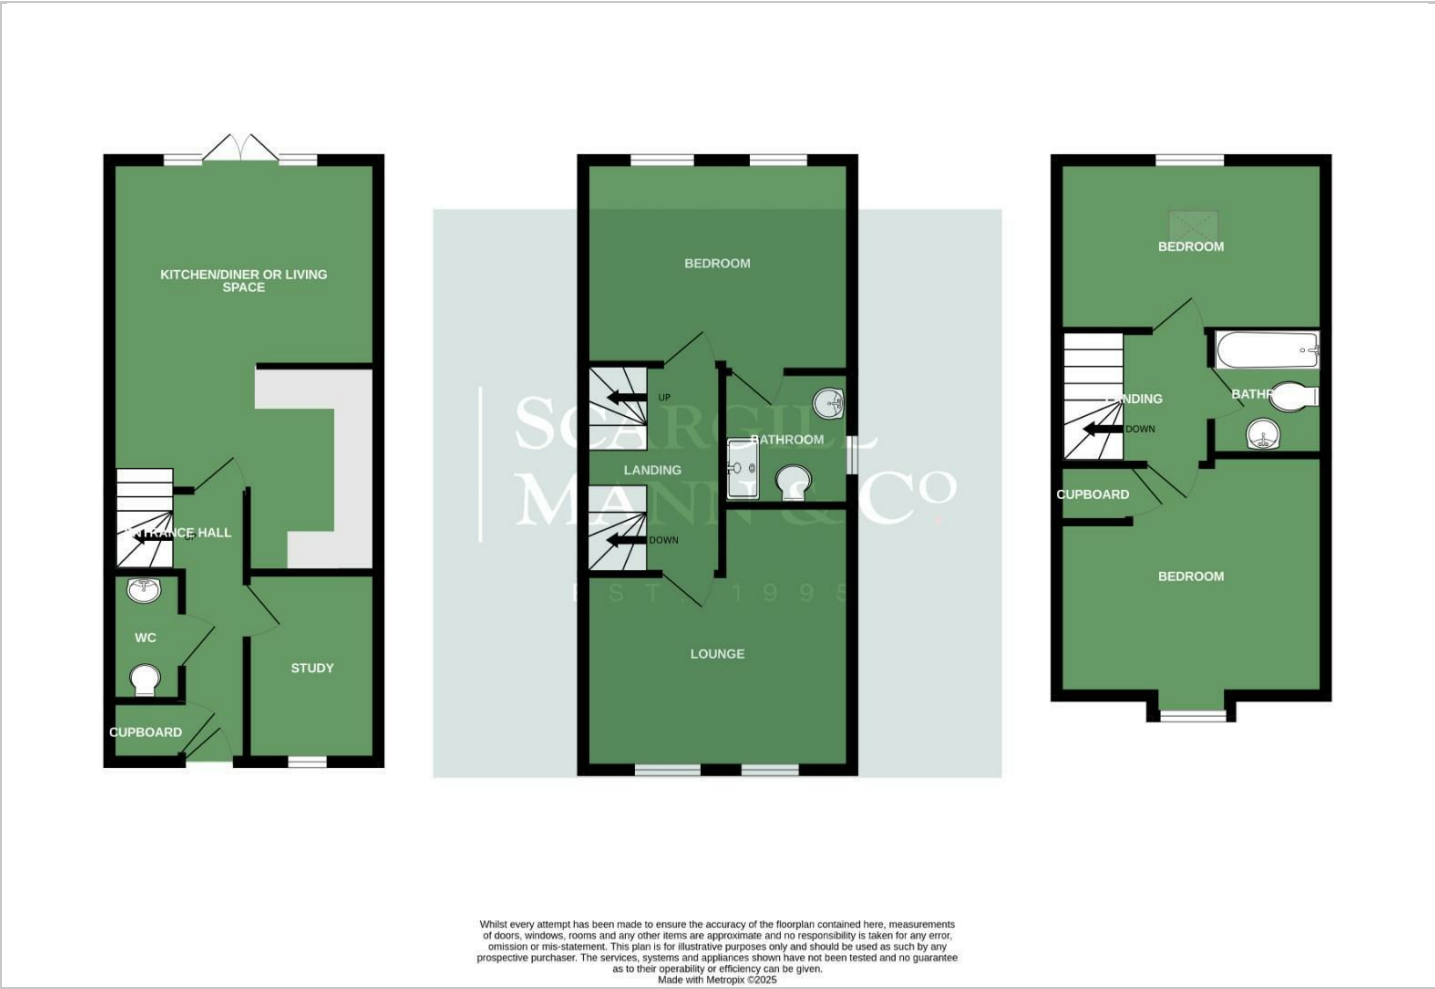 KITCHEN/DINER OR LIVING
SPACE
ENTRANCE HALL
UP
WC
STUDY
CUPBOARD
BEDROOM
UP
BATHROOM
LANDING
DOWN
LOUNGE
SCARGILL
MANN & CO
EST. 1995
BEDROOM
LANDING
DOWN
CUPBOARD
BEDROOM
Whilst every attempt has been made to ensure the accuracy of the floorplan contained here, measurements
of doors, windows, rooms and any other items are approximate and no responsibility is taken for any error,
omission or mis-statement. This plan is for illustrative purposes only and should be used as such by any
prospective purchaser. The services, systems and appliances shown have not been tested and no guarantee
as to their operability or efficiency can be given.
Made with Metropix ©2025